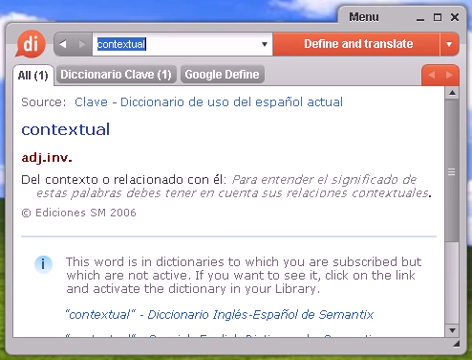 Menu
di
contextual
Define and translate
All (1)
Diccionario Clave (1)
Google Define
Source: Clave - Diccionario de uso del español actual
contextual
adj.inv.
Del contexto o relacionado con él: Para entender el significado de
estas palabras debes tener en cuenta sus relaciones contextuales.
© Ediciones SM 2006
i
This word is in dictionaries to which you are subscribed but
which are not active. If you want to see it, click on the link
and activate the dictionary in your Library.
"contextual" - Diccionario Inglés-Español de Semantix